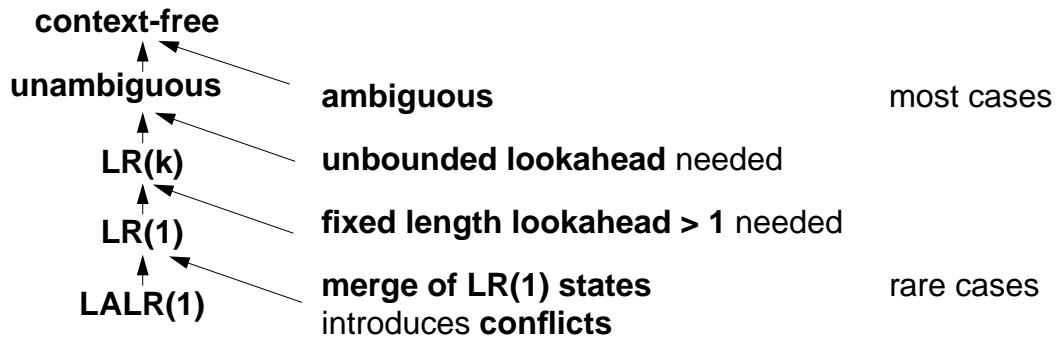 context-free
unambiguous
ambiguous most cases
LR(k) unbounded lookahead needed
fixed length lookahead > 1 needed
LR(1)
merge of LR(1) states rare cases
LALR(1)
introduces conflicts